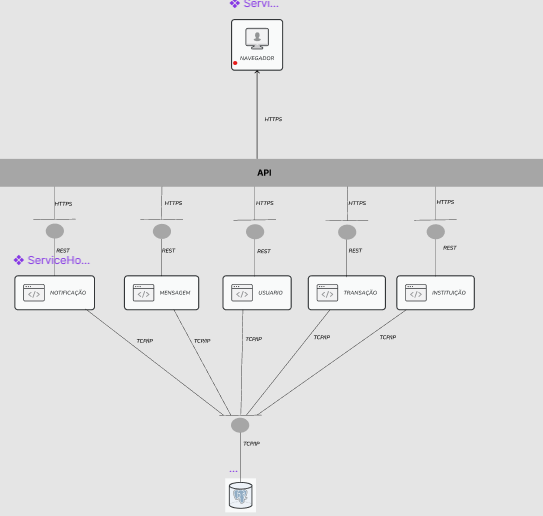 Servi...
NAVEGADOR
HTTPS
API
HTTPS HTTPS HTTPS HTTPS HTTPS
REST REST REST REST REST
ServiceHo...
NOTIFICAÇÃO MENSAGEM USUARIO TRANSAÇÃO INSTITUIÇÃO
TCP/IP TCP/IP TCP/IP TCP/IP TCP/IP
TCP/IP
...